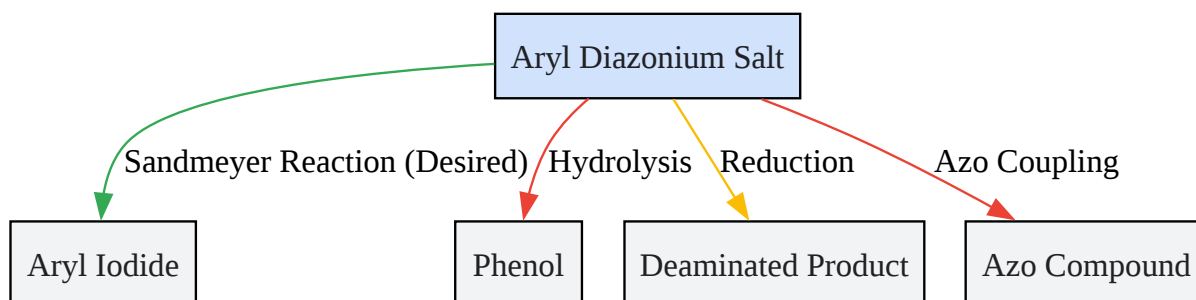 Aryl Diazonium Salt
Sandmeyer Reaction (Desired)
Hydrolysis
Reduction
Azo Coupling
Aryl Iodide
Phenol
Deaminated Product
Azo Compound